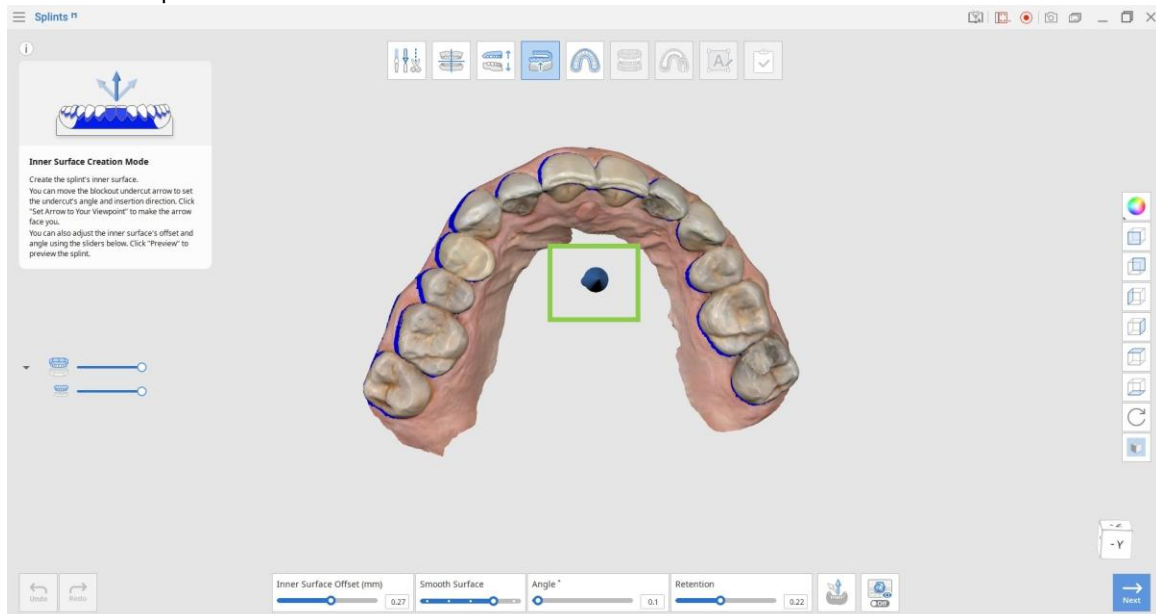 Splints
Inner Surface Creation Mode
Create the splint's inner surface.
You can move the blockout undercut arrow to set
the undercut's angle and insertion direction. Click
"Set Arrow to Your Viewpoint" to make the arrow
face you.
You can also adjust the inner surface's offset and
angle using the sliders below. Click "Preview" to
preview the splint.
- Y
Undo
Redo
Inner Surface Offset (mm)
0.27
Smooth Surface
Angle °
0.1
Retention
0.22
Off
Next